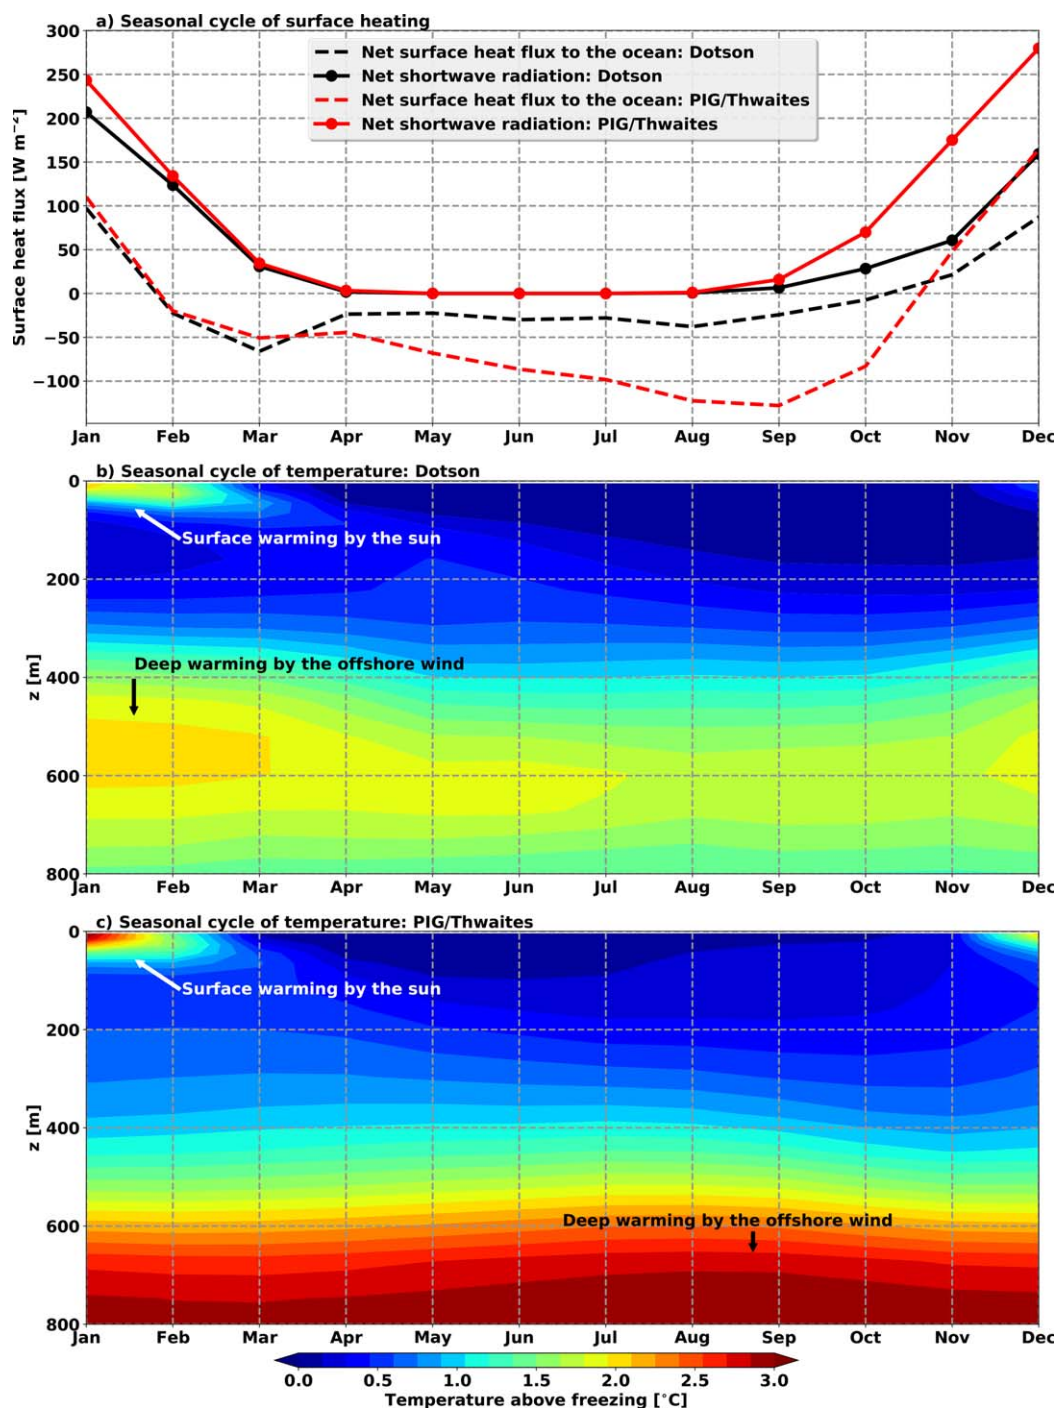 a) Seasonal cycle of surface heating
Net surface heat flux to the ocean: Dotson
Net shortwave radiation: Dotson
Net surface heat flux to the ocean: PIG/Thwaites
Net shortwave radiation: PIG/Thwaites
Surface heat flux [W m⁻²]
300
250
200
150
100
50
0
−50
−100
Jan Feb Mar Apr May Jun Jul Aug Sep Oct Nov Dec
b) Seasonal cycle of temperature: Dotson
Surface warming by the sun
Deep warming by the offshore wind
z [m]
0
200
400
600
800
Jan Feb Mar Apr May Jun Jul Aug Sep Oct Nov Dec
c) Seasonal cycle of temperature: PIG/Thwaites
Surface warming by the sun
Deep warming by the offshore wind
z [m]
0
200
400
600
800
Jan Feb Mar Apr May Jun Jul Aug Sep Oct Nov Dec
0.0 0.5 1.0 1.5 2.0 2.5 3.0
Temperature above freezing [°C]